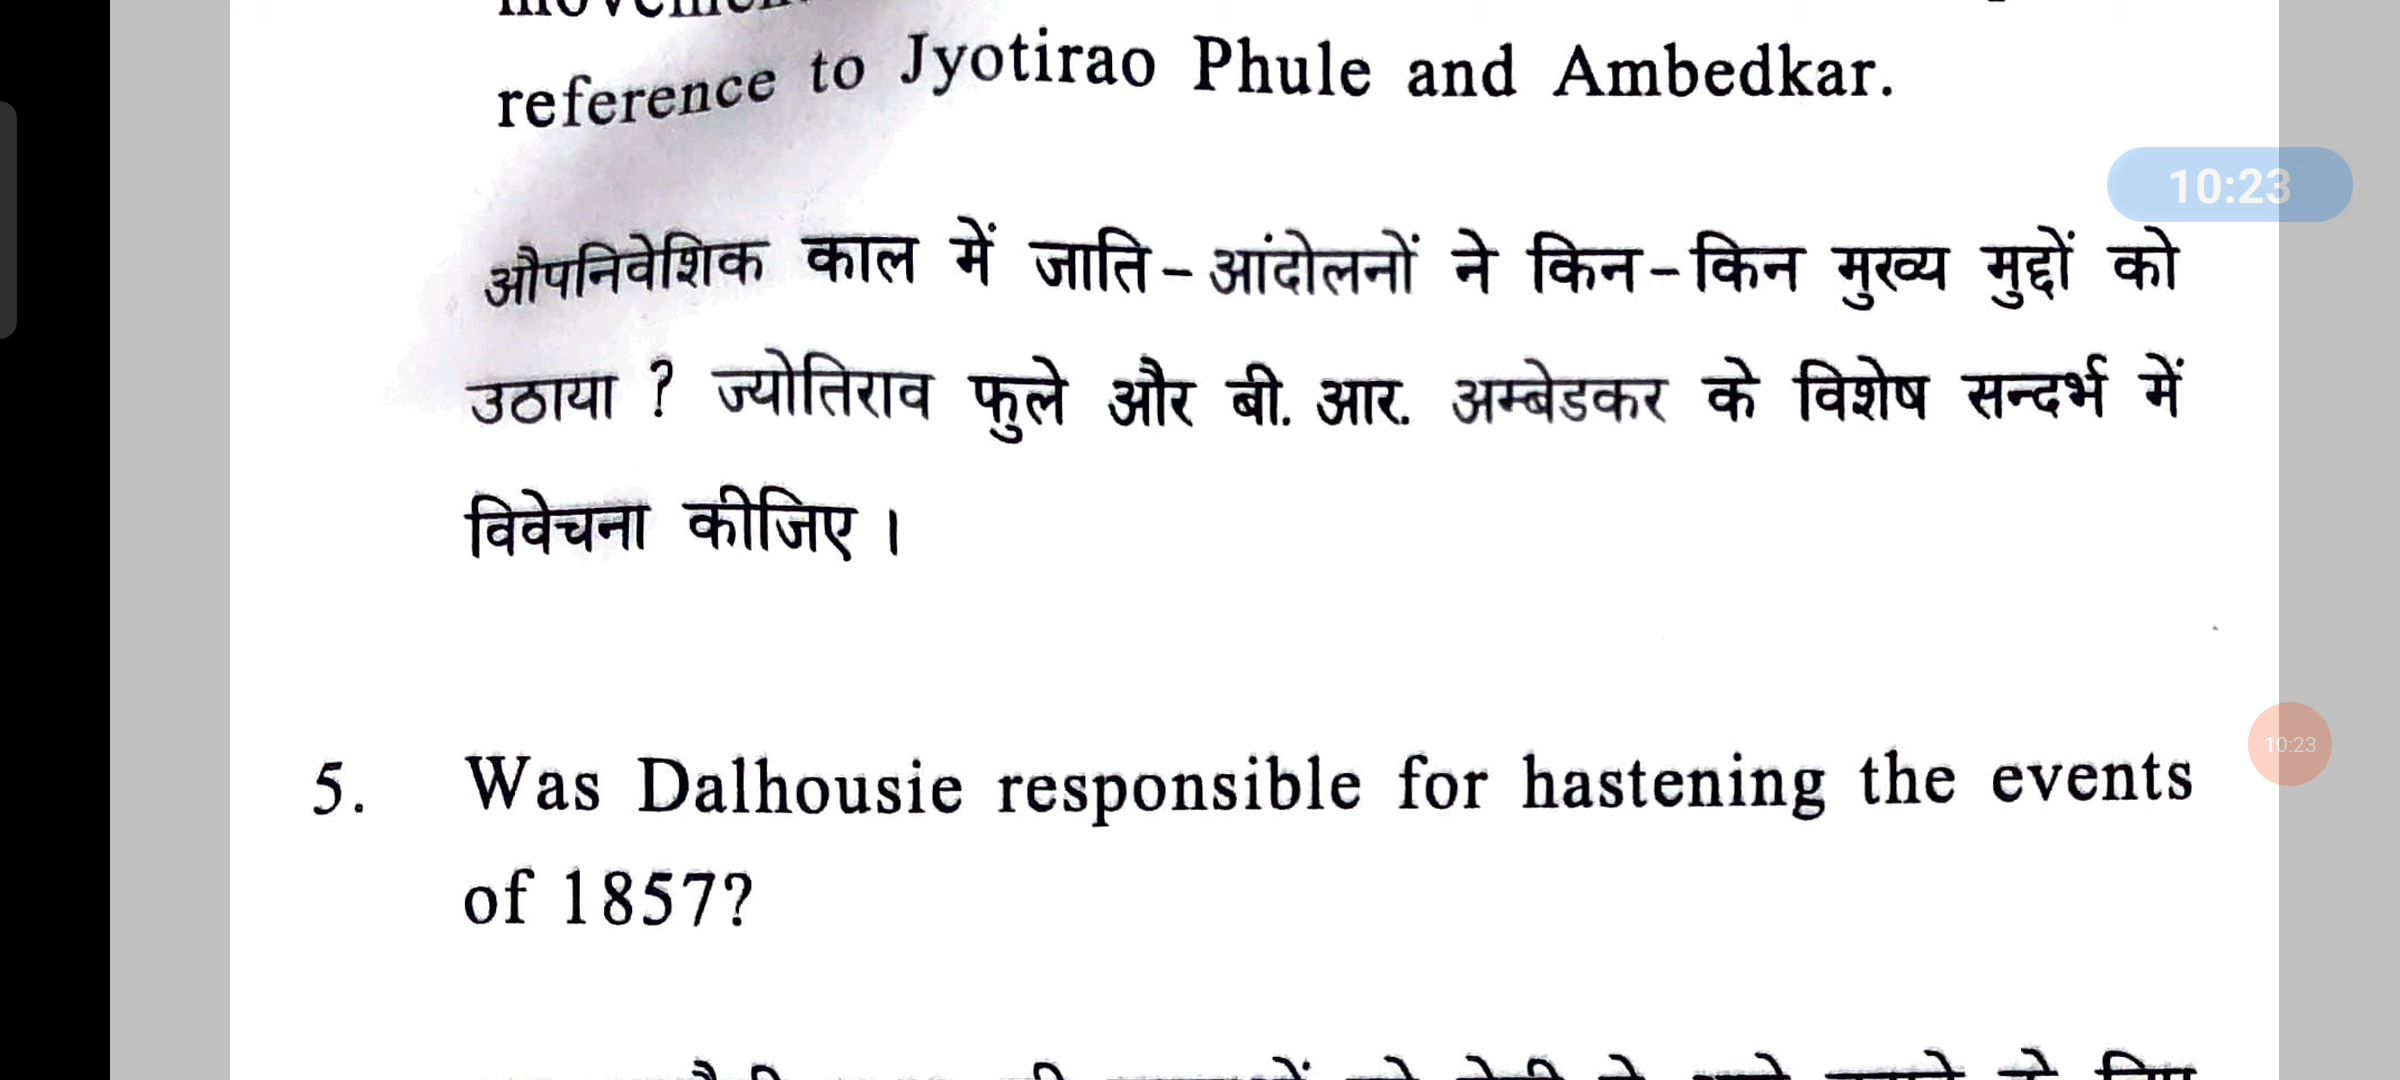 reference to Jyotirao Phule and Ambedkar.
10:23
औपनिवेशिक काल में जाति-आंदोलनों ने किन-किन मुख्य मुद्दों को
उठाया ? ज्योतिराव फुले और बी. आर. अम्बेडकर के विशेष सन्दर्भ में
विवेचना कीजिए ।
10:23
5. Was Dalhousie responsible for hastening the events
of 1857?